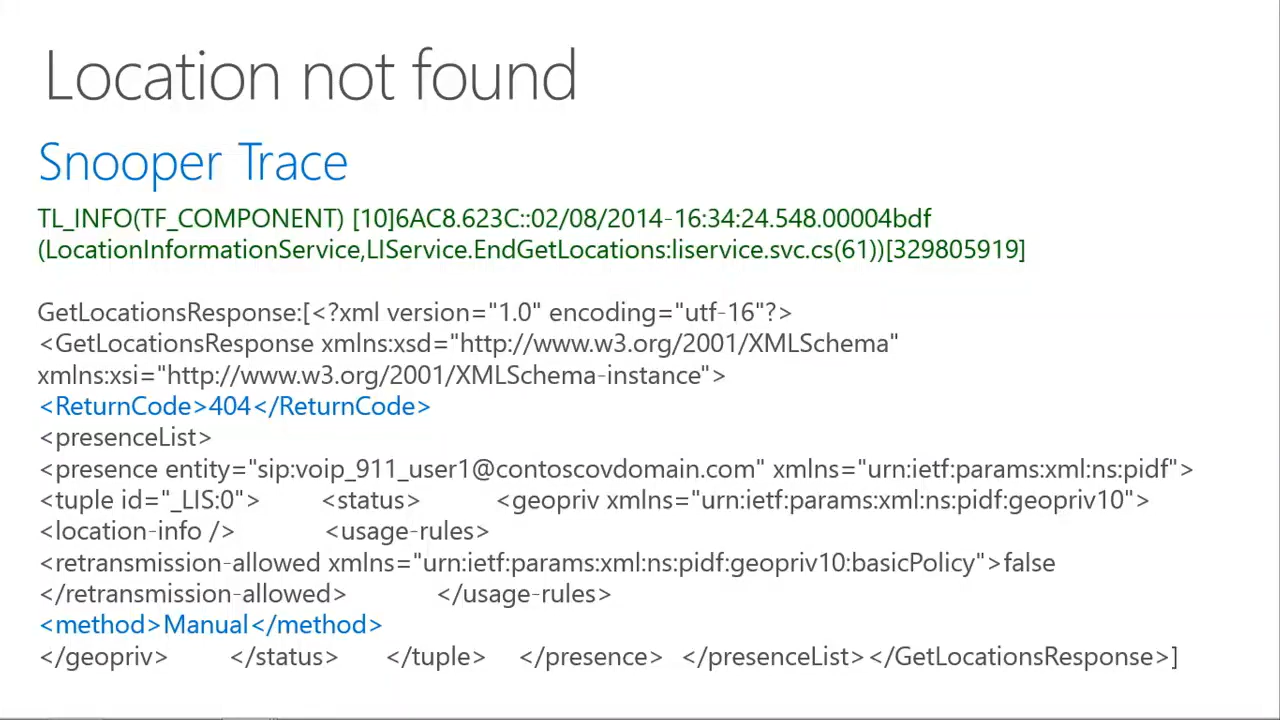 Location not found
Snooper Trace
TL_INFO(TF_COMPONENT) [10]6AC8.623C::02/08/2014-16:34:24.548.00004bdf
(LocationInformationService,LIService.EndGetLocations:liservice.svc.cs(61))[329805919]
GetLocationsResponse:[<?xml version="1.0" encoding="utf-16"?>
<GetLocationsResponse xmlns:xsd="http://www.w3.org/2001/XMLSchema"
xmlns:xsi="http://www.w3.org/2001/XMLSchema-instance">
<ReturnCode>404</ReturnCode>
<presenceList>
<presence entity="sip:voip_911_user1@contoscovdomain.com" xmlns="urn:ietf:params:xml:ns:pidf">
<tuple id="_LIS:0"> <status> <geopriv xmlns="urn:ietf:params:xml:ns:pidf:geopriv10">
<location-info /> <usage-rules>
<retransmission-allowed xmlns="urn:ietf:params:xml:ns:pidf:geopriv10:basicPolicy">false
</retransmission-allowed> </usage-rules>
<method>Manual</method>
</geopriv> </status> </tuple> </presence> </presenceList></GetLocationsResponse>]